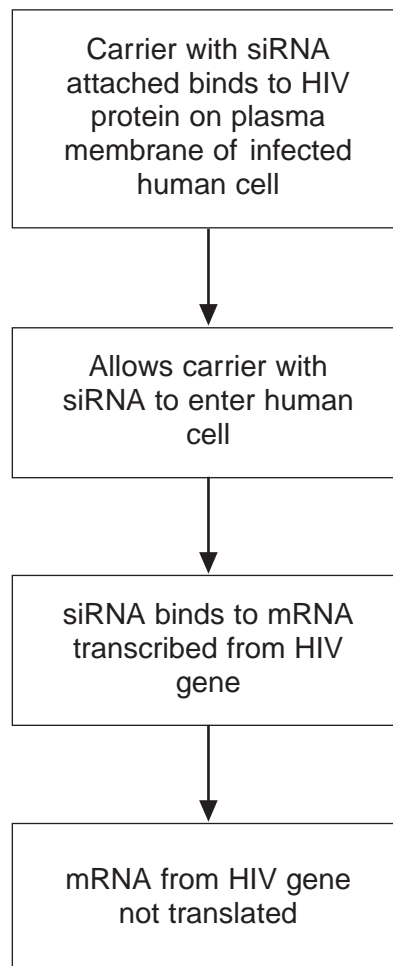 Carrier with siRNA
attached binds to HIV
protein on plasma
membrane of infected
human cell
Allows carrier with
siRNA to enter human
cell
siRNA binds to mRNA
transcribed from HIV
gene
mRNA from HIV gene
not translated